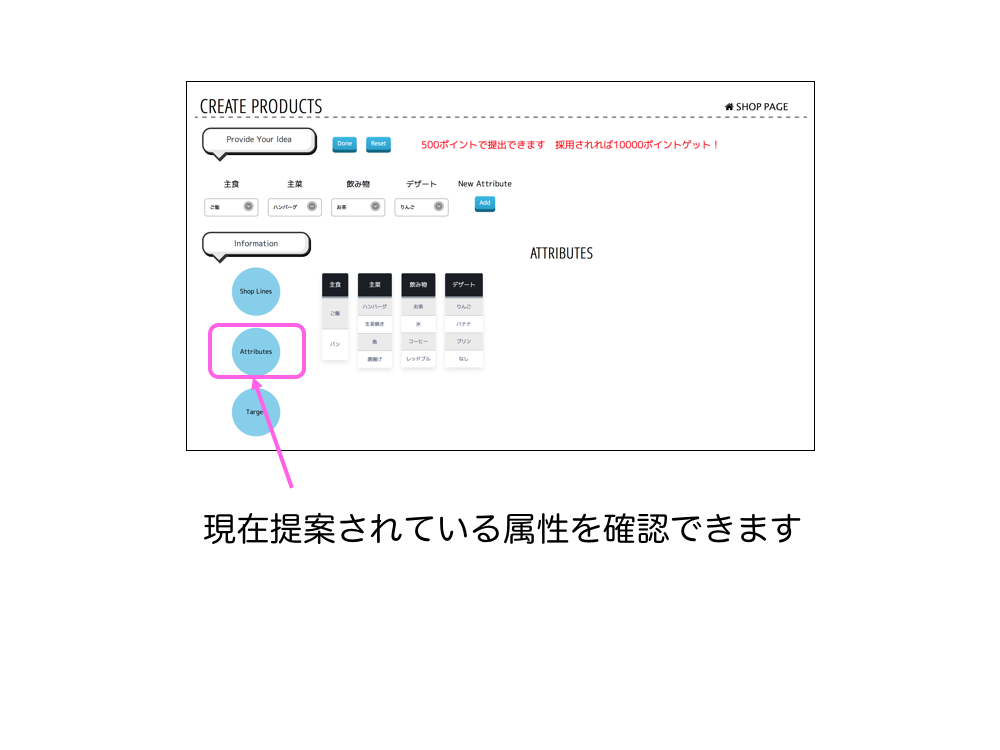 CREATE PRODUCTS
SHOP PAGE
Provide Your Idea
Done
Reset
500ポイントで提出できます　採用されれば10000ポイントゲット！
主食
主菜
飲み物
デザート
New Attribute
ご飯
ハンバーグ
お茶
りんご
Add
Information
ATTRIBUTES
Shop Lines
Attributes
Target
主食
ご飯
パン
主菜
ハンバーグ
生姜焼き
魚
唐揚げ
飲み物
お茶
水
コーヒー
レッドブル
デザート
りんご
バナナ
プリン
なし
現在提案されている属性を確認できます